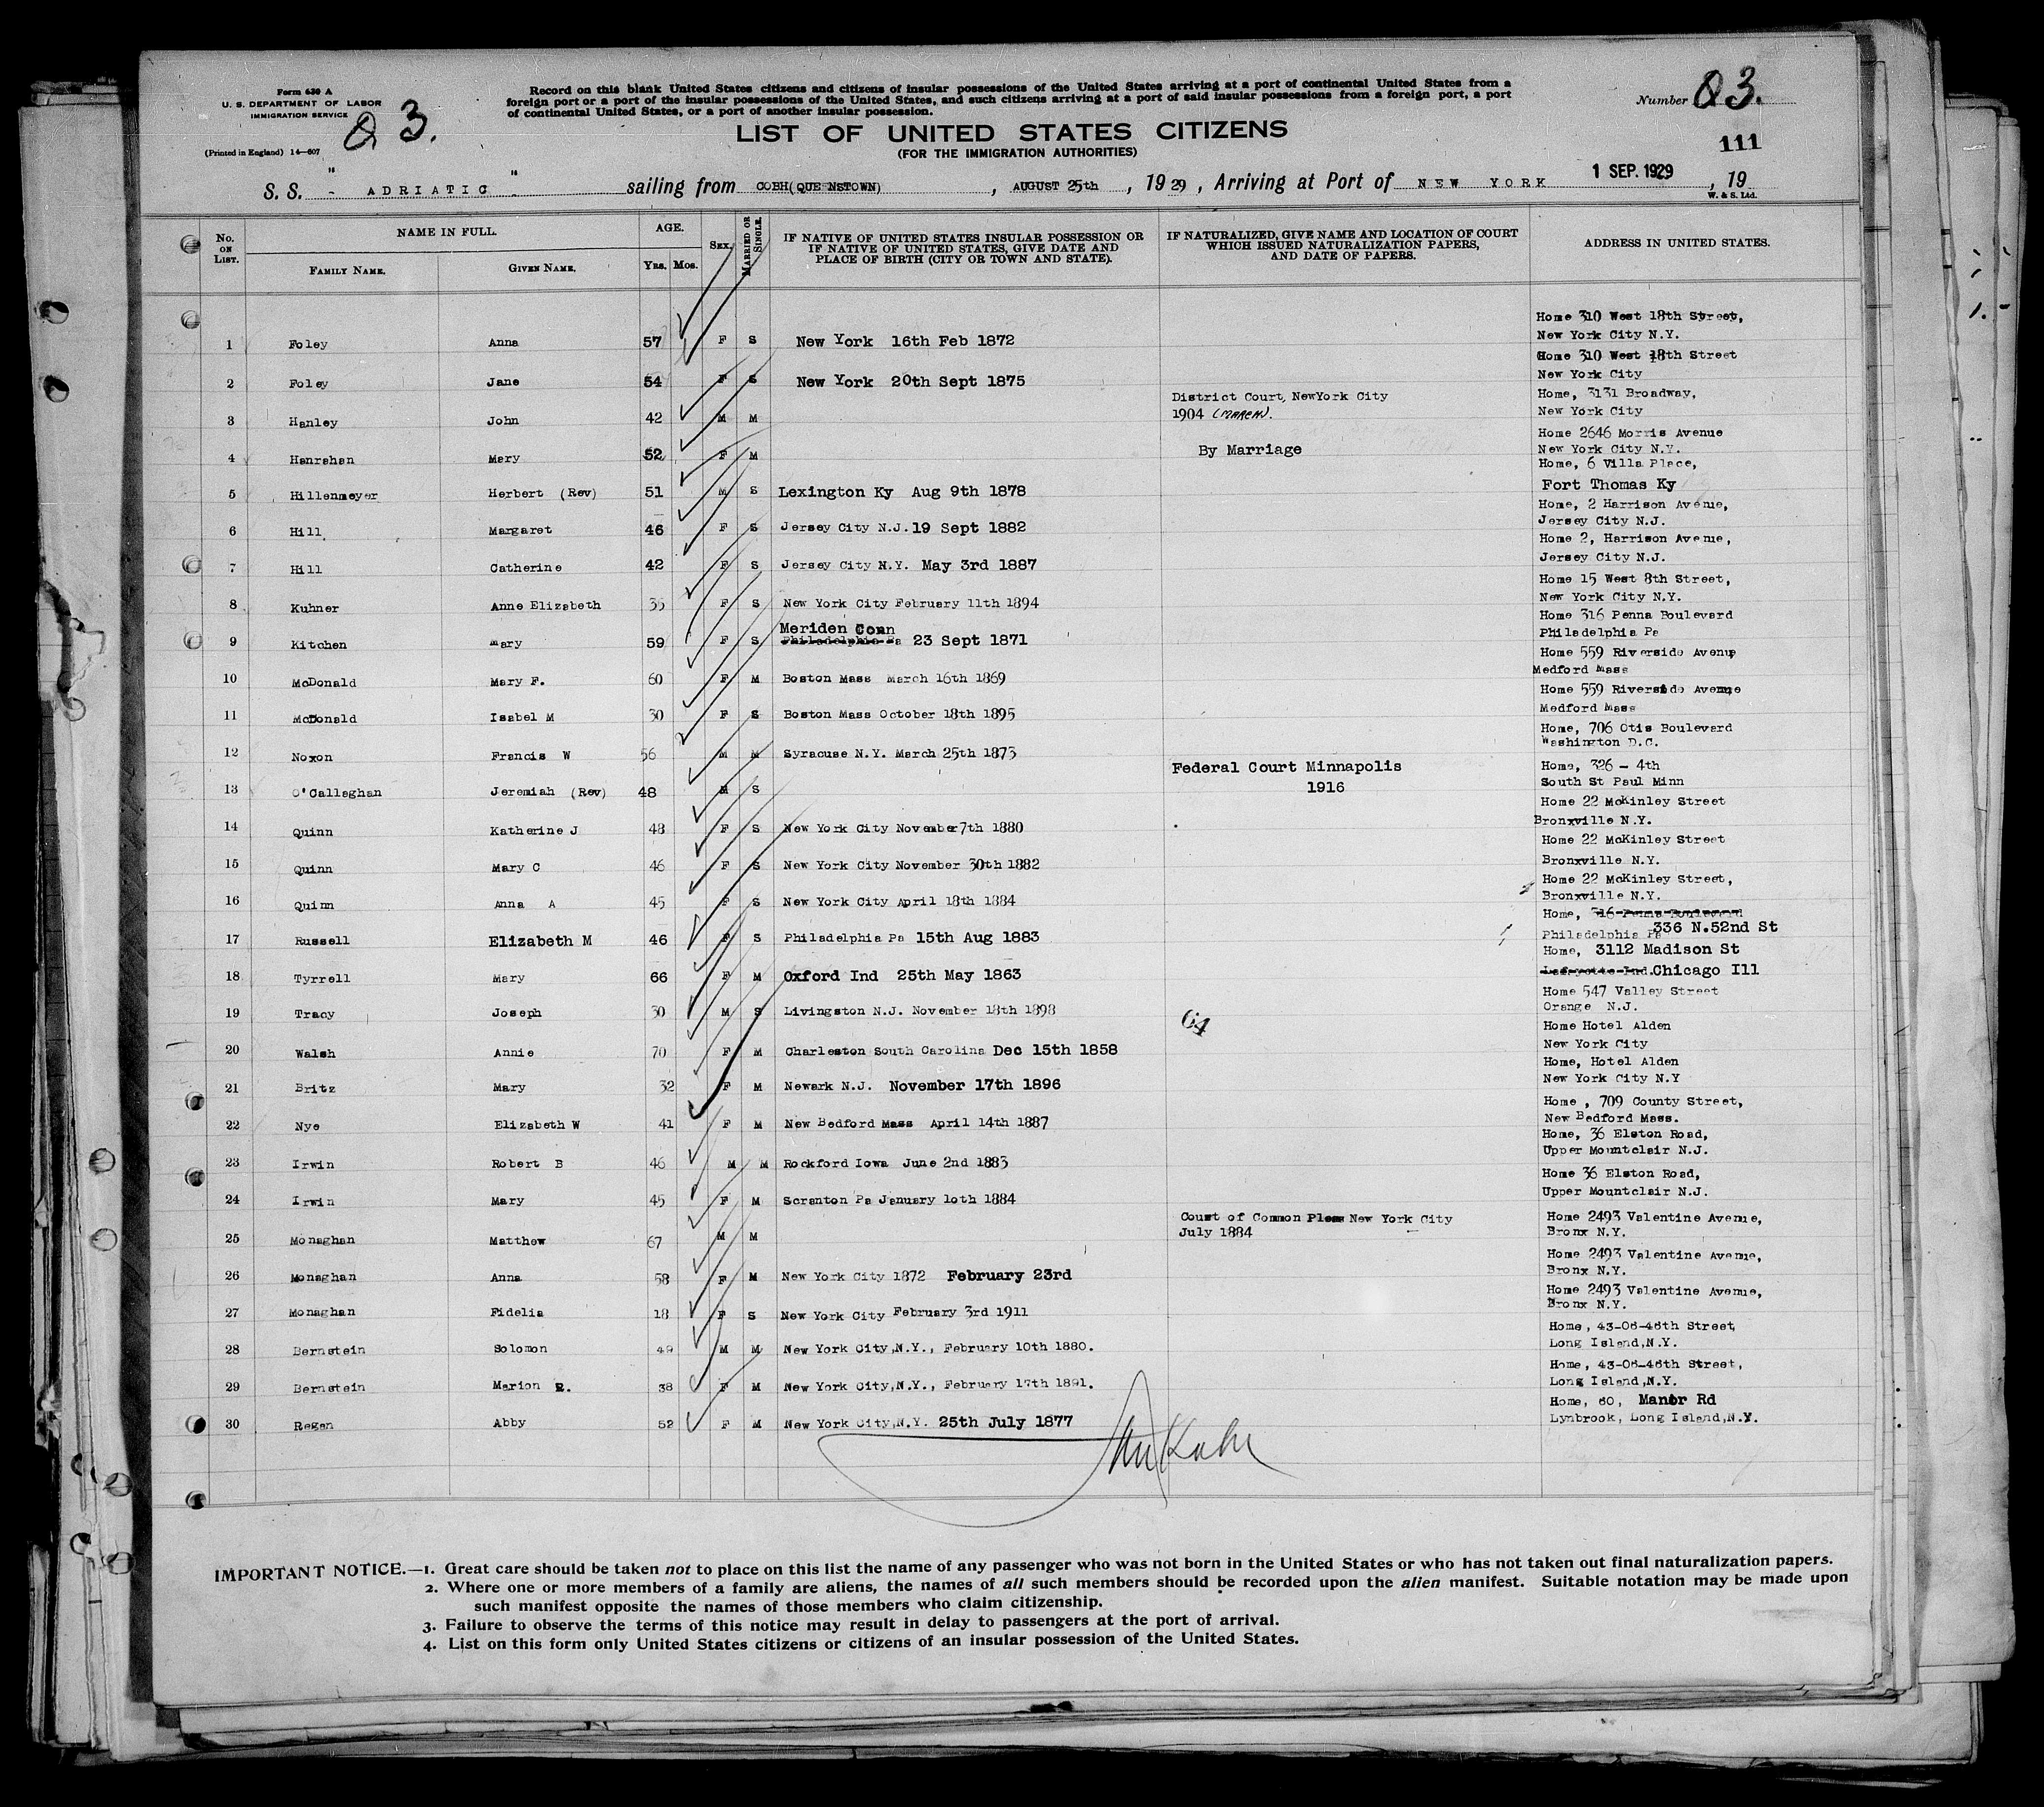 Form 630 A
U. S. DEPARTMENT OF LABOR
IMMIGRATION SERVICE
Q 3.
(Printed in England) 14—607
Record on this blank United States citizens and citizens of insular possessions of the United States arriving at a port of continental United States from a
foreign port or a port of the insular possessions of the United States, and such citizens arriving at a port of said insular possessions from a foreign port, a port
of continental United States, or a port of another insular possession.
Number Q 3.
LIST OF UNITED STATES CITIZENS
(FOR THE IMMIGRATION AUTHORITIES)
111
S. S. " ADRIATIC " sailing from COBH(QUEENSTOWN) , AUGUST 25th , 19 29 , Arriving at Port of NEW YORK 1 SEP. 1929 , 19
W. & S. Ltd.
No. ON LIST. NAME IN FULL. AGE. SEX. MARRIED OR SINGLE. IF NATIVE OF UNITED STATES INSULAR POSSESSION OR IF NATIVE OF UNITED STATES, GIVE DATE AND PLACE OF BIRTH (CITY OR TOWN AND STATE). IF NATURALIZED, GIVE NAME AND LOCATION OF COURT WHICH ISSUED NATURALIZATION PAPERS, AND DATE OF PAPERS. ADDRESS IN UNITED STATES.
FAMILY NAME. GIVEN NAME. YRS. MOS.
Home 310 West 18th Street,
1 Foley Anna 57 F S New York 16th Feb 1872 New York City N.Y.
Home 310 West 18th Street
2 Foley Jane 54 F S New York 20th Sept 1875 New York City
District Court, NewYork City Home, 3131 Broadway,
3 Hanley John 42 M M 1904 (MARCH). New York City
Home 2646 Morris Avenue
4 Hanrahan Mary 52 F M By Marriage New York City N.Y.
Home, 6 Villa Place,
5 Hillenmeyer Herbert (Rev) 51 M S Lexington Ky Aug 9th 1878 Fort Thomas Ky
Home, 2 Harrison Avenue,
6 Hill Margaret 46 F S Jersey City N.J. 19 Sept 1882 Jersey City N.J.
Home 2, Harrison Avenue,
7 Hill Catherine 42 F S Jersey City N.Y. May 3rd 1887 Jersey City N.J.
Home 15 West 8th Street,
8 Kuhner Anne Elizabeth 35 F S New York City February 11th 1894 New York City N.Y.
Meriden Conn Home 316 Penna Boulevard
9 Kitchen Mary 59 F S Philadelphia Pa 23 Sept 1871 Philadelphia Pa
Home 559 Riverside Avenue
10 McDonald Mary F. 60 F M Boston Mass March 16th 1869 Medford Mass
Home 559 Riverside Avenue
11 McDonald Isabel M 30 F S Boston Mass October 18th 1895 Medford Mass
Home, 706 Otis Boulevard
12 Noxon Francis W 56 M M Syracuse N.Y. March 25th 1873 Washington D.C.
Federal Court Minnapolis Home, 326 - 4th
13 O'Callaghan Jeremiah (Rev) 48 M S 1916 South St Paul Minn
Home 22 McKinley Street
14 Quinn Katherine J 48 F S New York City November 7th 1880 Bronxville N.Y.
Home 22 McKinley Street
15 Quinn Mary C 46 F S New York City November 30th 1882 Bronxville N.Y.
Home 22 McKinley Street,
16 Quinn Anna A 45 F S New York City April 18th 1884 Bronxville N.Y.
Home, 316 Penna Boulevard
17 Russell Elizabeth M 46 F S Philadelphia Pa 15th Aug 1883 Philadelphia Pa 336 N.52nd St
Home, 3112 Madison St
18 Tyrrell Mary 66 F M Oxford Ind 25th May 1863 Lafayette Ind. Chicago Ill
Home 547 Valley Street
19 Tracy Joseph 30 M S Livingston N.J. November 18th 1898 64 Orange N.J.
Home Hotel Alden
20 Walsh Annie 70 F M Charleston South Carolina Dec 15th 1858 New York City
Home, Hotel Alden
21 Britz Mary 32 F M Newark N.J. November 17th 1896 New York City N.Y
Home , 709 County Street,
22 Nye Elizabeth W 41 F M New Bedford Mass April 14th 1887 New Bedford Mass.
Home, 36 Elston Road,
23 Irwin Robert B 46 M M Rockford Iowa June 2nd 1883 Upper Mountclair N.J.
Home 36 Elston Road,
24 Irwin Mary 45 F M Scranton Pa January 10th 1884 Upper Mountclair N.J.
Court of Common Pleas New York City Home 2493 Valentine Avenue,
25 Monaghan Matthew 67 M M July 1884 Bronx N.Y.
Home 2493 Valentine Avenue,
26 Monaghan Anna 58 F M New York City 1872 February 23rd Bronx N.Y.
Home 2493 Valentine Avenue,
27 Monaghan Fidelia 18 F S New York City February 3rd 1911 Bronx N.Y.
Home, 43-06-46th Street,
28 Bernstein Solomon 49 M M New York City,N.Y., February 10th 1880. Long Island,N.Y.
Home, 43-06-46th Street,
29 Bernstein Marion R. 38 F M New York City,N.Y., February 17th 1891. Long Island,N.Y.
Home, 60, Manor Rd
30 Regan Abby 52 F M New York City,N.Y. 25th July 1877 Lynbrook, Long Island,N.Y.
IMPORTANT NOTICE.—1. Great care should be taken not to place on this list the name of any passenger who was not born in the United States or who has not taken out final naturalization papers.
2. Where one or more members of a family are aliens, the names of all such members should be recorded upon the alien manifest. Suitable notation may be made upon
such manifest opposite the names of those members who claim citizenship.
3. Failure to observe the terms of this notice may result in delay to passengers at the port of arrival.
4. List on this form only United States citizens or citizens of an insular possession of the United States.